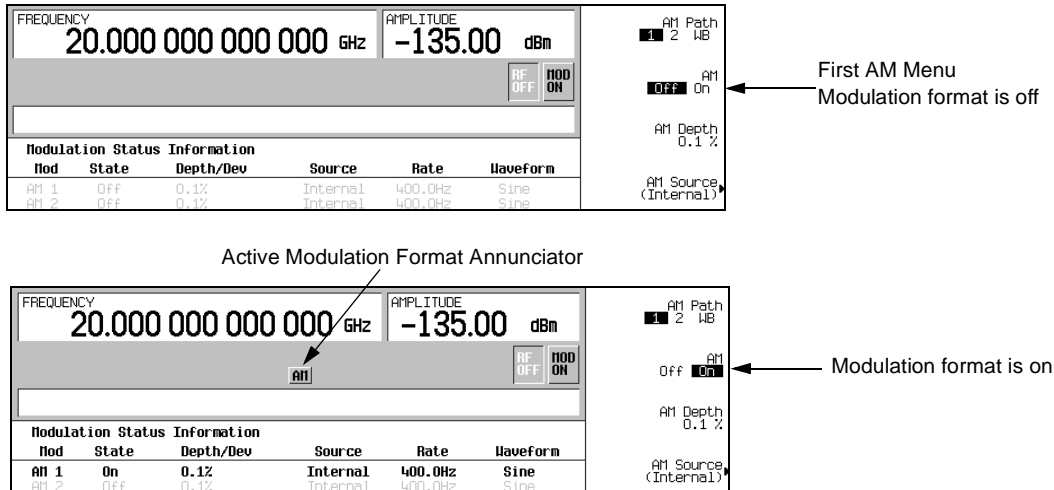 FREQUENCY
20.000 000 000 000 GHz
AMPLITUDE
-135.00 dBm
RF OFF
MOD ON
AM Path
1 2 WB
AM
Off On
AM Depth
0.1 %
AM Source
(Internal)
First AM Menu
Modulation format is off
Modulation Status Information
Mod State Depth/Dev Source Rate Waveform
AM 1 Off 0.1% Internal 400.0Hz Sine
AM 2 Off 0.1% Internal 400.0Hz Sine
Active Modulation Format Annunciator
FREQUENCY
20.000 000 000 000 GHz
AMPLITUDE
-135.00 dBm
AM
RF OFF
MOD ON
AM Path
1 2 WB
AM
Off On
AM Depth
0.1 %
AM Source
(Internal)
Modulation format is on
Modulation Status Information
Mod State Depth/Dev Source Rate Waveform
AM 1 On 0.1% Internal 400.0Hz Sine
AM 2 Off 0.1% Internal 400.0Hz Sine